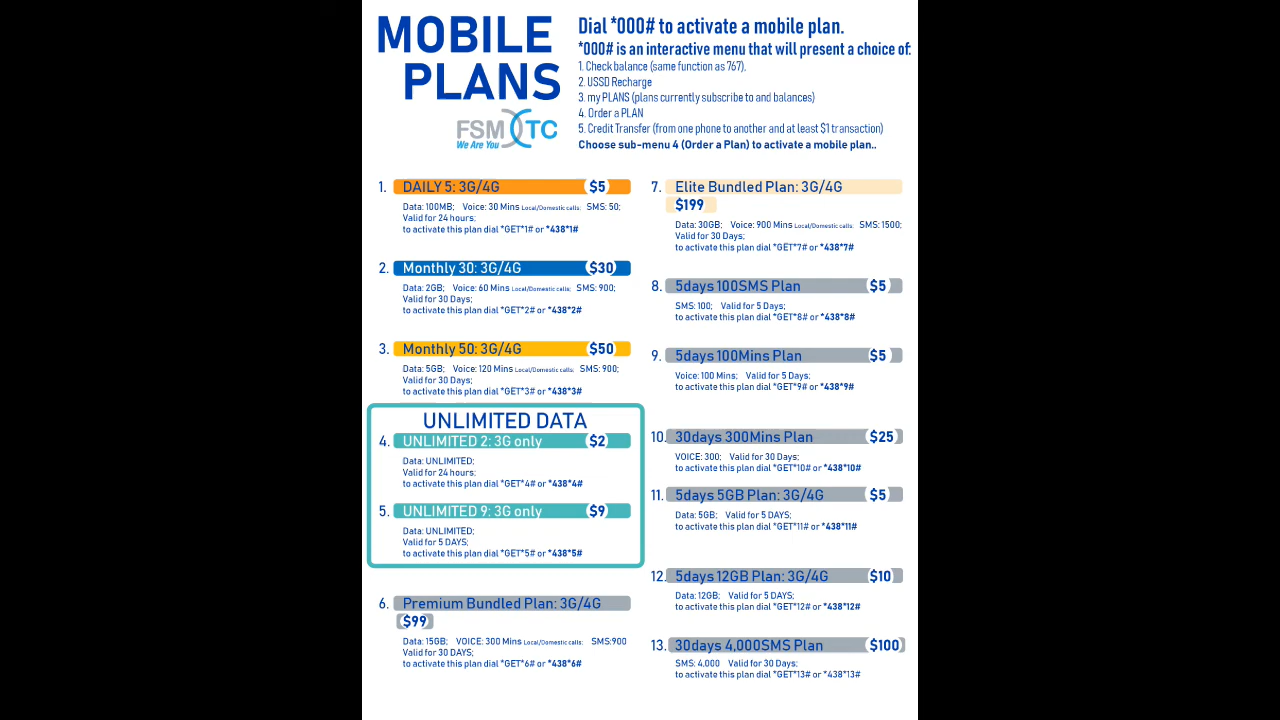 MOBILE
PLANS
FSM TC
We Are You
Dial *000# to activate a mobile plan.
*000# is an interactive menu that will present a choice of:
1. Check balance (same function as 767).
2. USSD Recharge
3. my PLANS (plans currently subscribe to and balances)
4. Order a PLAN
5. Credit Transfer (from one phone to another and at least $1 transaction)
Choose sub-menu 4 (Order a Plan) to activate a mobile plan..
1. DAILY 5: 3G/4G $5
Data: 100MB; Voice: 30 Mins Local/Domestic calls; SMS: 50;
Valid for 24 hours;
to activate this plan dial *GET*1# or *438*1#
2. Monthly 30: 3G/4G $30
Data: 2GB; Voice: 60 Mins Local/Domestic calls; SMS: 900;
Valid for 30 Days;
to activate this plan dial *GET*2# or *438*2#
3. Monthly 50: 3G/4G $50
Data: 5GB; Voice: 120 Mins Local/Domestic calls; SMS: 900;
Valid for 30 Days;
to activate this plan dial *GET*3# or *438*3#
UNLIMITED DATA
4. UNLIMITED 2: 3G only $2
Data: UNLIMITED;
Valid for 24 hours;
to activate this plan dial *GET*4# or *438*4#
5. UNLIMITED 9: 3G only $9
Data: UNLIMITED;
Valid for 5 DAYS;
to activate this plan dial *GET*5# or *438*5#
6. Premium Bundled Plan: 3G/4G
$99
Data: 15GB; VOICE: 300 Mins Local/Domestic calls; SMS:900
Valid for 30 DAYS;
to activate this plan dial *GET*6# or *438*6#
7. Elite Bundled Plan: 3G/4G
$199
Data: 30GB; Voice: 900 Mins Local/Domestic calls; SMS: 1500;
Valid for 30 Days;
to activate this plan dial *GET*7# or *438*7#
8. 5days 100SMS Plan $5
SMS: 100; Valid for 5 Days;
to activate this plan dial *GET*8# or *438*8#
9. 5days 100Mins Plan $5
Voice: 100 Mins; Valid for 5 Days;
to activate this plan dial *GET*9# or *438*9#
10. 30days 300Mins Plan $25
VOICE: 300; Valid for 30 Days;
to activate this plan dial *GET*10# or *438*10#
11. 5days 5GB Plan: 3G/4G $5
Data: 5GB; Valid for 5 DAYS;
to activate this plan dial *GET*11# or *438*11#
12. 5days 12GB Plan: 3G/4G $10
Data: 12GB; Valid for 5 DAYS;
to activate this plan dial *GET*12# or *438*12#
13. 30days 4,000SMS Plan $100
SMS: 4,000 Valid for 30 Days;
to activate this plan dial *GET*13# or *438*13#